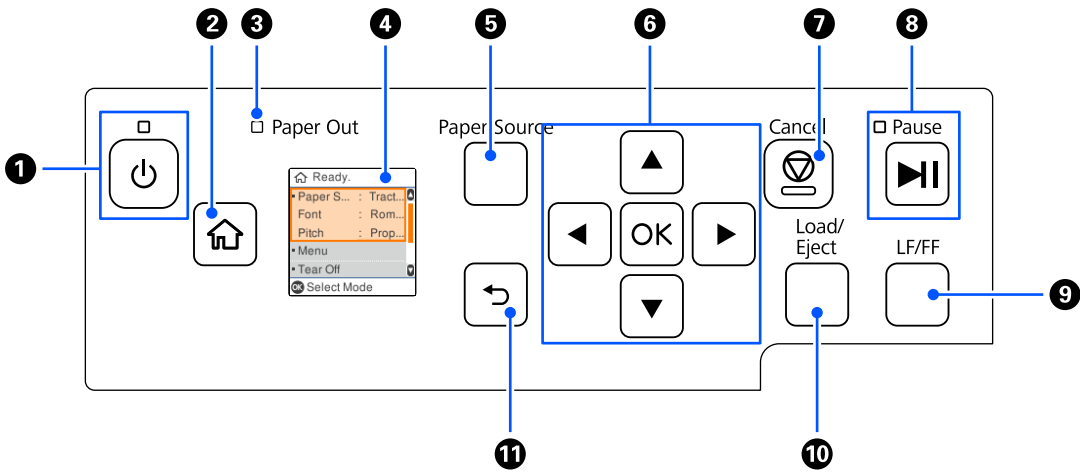 2 3 4 5 6 7 8
Paper Out
Paper Source
Cancel
Pause
1
Ready.
Paper S... : Tract...
Font : Rom...
Pitch : Prop...
Menu
Tear Off
OK Select Mode
OK
Load/
Eject
LF/FF
9
11
10